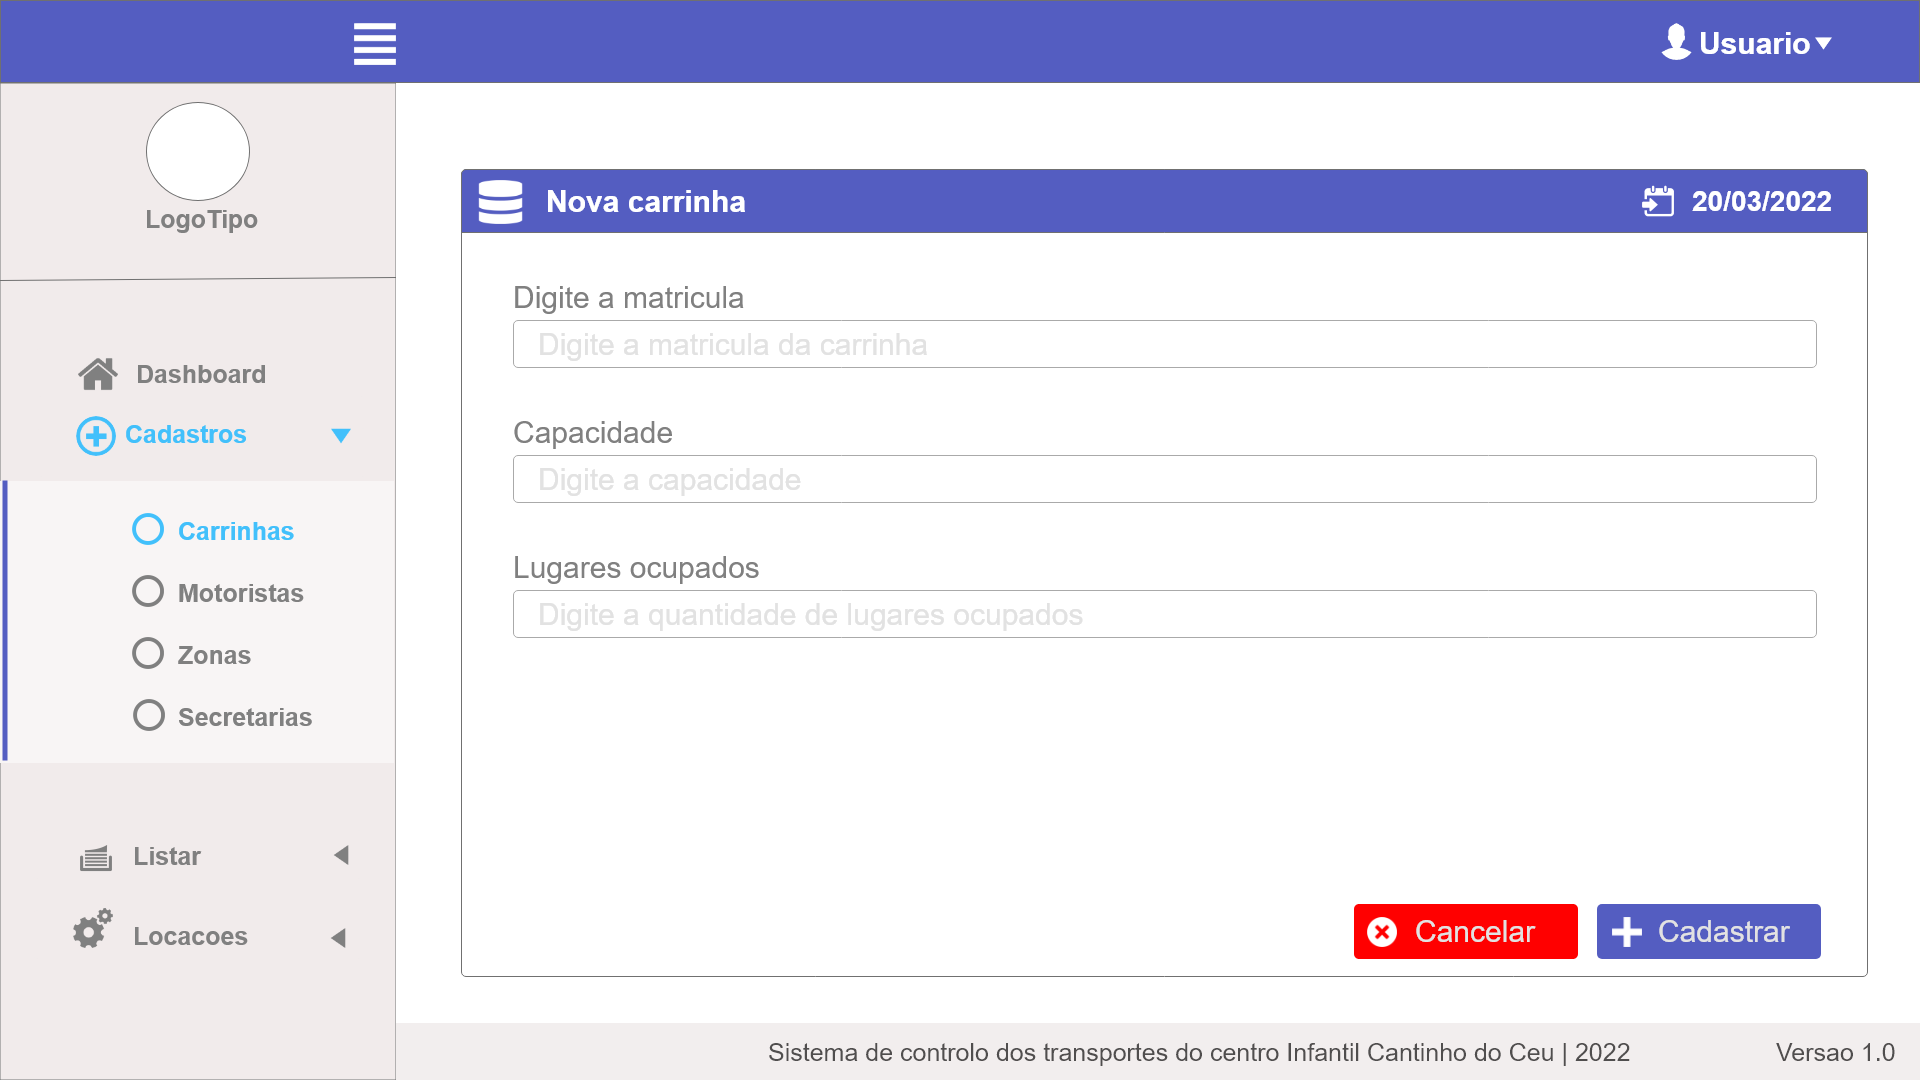 Usuario
LogoTipo
Dashboard
Cadastros
Carrinhas
Motoristas
Zonas
Secretarias
Listar
Locacoes
Nova carrinha
20/03/2022
Digite a matricula
Digite a matricula da carrinha
Capacidade
Digite a capacidade
Lugares ocupados
Digite a quantidade de lugares ocupados
Cancelar
Cadastrar
Sistema de controlo dos transportes do centro Infantil Cantinho do Ceu | 2022
Versao 1.0